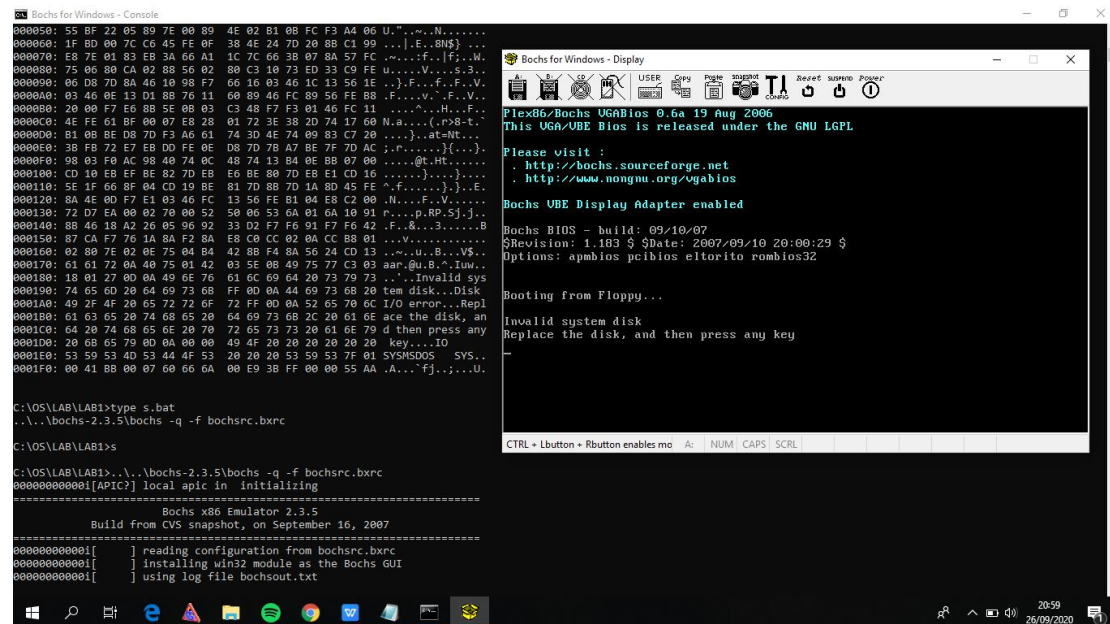 Bochs for Windows - Console
000050: 55 BF 22 05 89 7E 00 89 4E 02 B1 0B FC F3 A4 06 U."..~..N.......
000060: 1F BD 00 7C C6 45 FE 0F 38 4E 24 7D 20 8B C1 99 ...|.E..8N$} ...
000070: E8 7E 01 83 EB 3A 66 A1 1C 7C 66 3B 07 8A 57 FC .~...:f..|f;..W.
000080: 75 06 80 CA 02 88 56 02 80 C3 10 73 ED 33 C9 FE u.....V....s.3..
000090: 06 D8 7D 8A 46 10 98 F7 66 16 03 46 1C 13 56 1E ..}.F...f..F..V.
0000A0: 03 46 0E 13 D1 8B 76 11 60 89 46 FC 89 56 FE B8 .F....v.`.F..V..
0000B0: 20 00 F7 E6 8B 5E 0B 03 C3 48 F7 F3 01 46 FC 11 ....^...H...F..
0000C0: 4E FE 61 BF 00 07 E8 28 01 72 3E 38 2D 74 17 60 N.a....(.r>8-t.`
0000D0: B1 0B BE D8 7D F3 A6 61 74 3D 4E 74 09 83 C7 20 ....}..at=Nt...
0000E0: 3B FB 72 E7 EB DD FE 0E D8 7D 7B A7 BE 7F 7D AC ;.r......}{...}.
0000F0: 98 03 F0 AC 98 40 74 0C 48 74 13 B4 0E BB 07 00 .....@t.Ht......
000100: CD 10 EB EF BE 82 7D EB E6 BE 80 7D EB E1 CD 16 ......}....}....
000110: 5E 1F 66 8F 04 CD 19 BE 81 7D 8B 7D 1A 8D 45 FE ^.f......}.}..E.
000120: 8A 4E 0D F7 E1 03 46 FC 13 56 FE B1 04 E8 C2 00 .N....F..V......
000130: 72 D7 EA 00 02 70 00 52 50 06 53 6A 01 6A 10 91 r....p.RP.Sj.j..
000140: 8B 46 18 A2 26 05 96 92 33 D2 F7 F6 91 F7 F6 42 .F..&...3......B
000150: 87 CA F7 76 1A 8A F2 8A E8 C0 CC 02 0A CC B8 01 ...v............
000160: 02 80 7E 02 0E 75 04 B4 42 8B F4 8A 56 24 CD 13 ..~..u..B...V$..
000170: 61 61 72 0A 40 75 01 42 03 5E 0B 49 75 77 C3 03 aar.@u.B.^.Iuw..
000180: 18 01 27 0D 0A 49 6E 76 61 6C 69 64 20 73 79 73 ..'..Invalid sys
000190: 74 65 6D 20 64 69 73 6B FF 0D 0A 44 69 73 6B 20 tem disk...Disk
0001A0: 49 2F 4F 20 65 72 72 6F 72 FF 0D 0A 52 65 70 6C I/O error...Repl
0001B0: 61 63 65 20 74 68 65 20 64 69 73 6B 2C 20 61 6E ace the disk, an
0001C0: 64 20 74 68 65 6E 20 70 72 65 73 73 20 61 6E 79 d then press any
0001D0: 20 6B 65 79 0D 0A 00 00 49 4F 20 20 20 20 20 20 key....IO
0001E0: 53 59 53 4D 53 44 4F 53 20 20 20 53 59 53 7F 01 SYSMSDOS   SYS..
0001F0: 00 41 BB 00 07 60 66 6A 00 E9 3B FF 00 00 55 AA .A...`fj..;...U.
C:\OS\LAB\LAB1>type s.bat
..\..\bochs-2.3.5\bochs -q -f bochsrc.bxrc
C:\OS\LAB\LAB1>s
C:\OS\LAB\LAB1>..\..\bochs-2.3.5\bochs -q -f bochsrc.bxrc
00000000000i[APIC?] local apic in  initializing
========================================================================
Bochs x86 Emulator 2.3.5
Build from CVS snapshot, on September 16, 2007
========================================================================
00000000000i[     ] reading configuration from bochsrc.bxrc
00000000000i[     ] installing win32 module as the Bochs GUI
00000000000i[     ] using log file bochsout.txt
Bochs for Windows - Display
A: B: CD USER Copy Paste snapshot CONFIG Reset SUSPEND Power
Plex86/Bochs VGABios 0.6a 19 Aug 2006
This VGA/VBE Bios is released under the GNU LGPL
Please visit :
. http://bochs.sourceforge.net
. http://www.nongnu.org/vgabios
Bochs VBE Display Adapter enabled
Bochs BIOS - build: 09/10/07
$Revision: 1.183 $ $Date: 2007/09/10 20:00:29 $
Options: apmbios pcibios eltorito rombios32
Booting from Floppy...
Invalid system disk
Replace the disk, and then press any key
CTRL + Lbutton + Rbutton enables mo A: NUM CAPS SCRL
20:59
26/09/2020